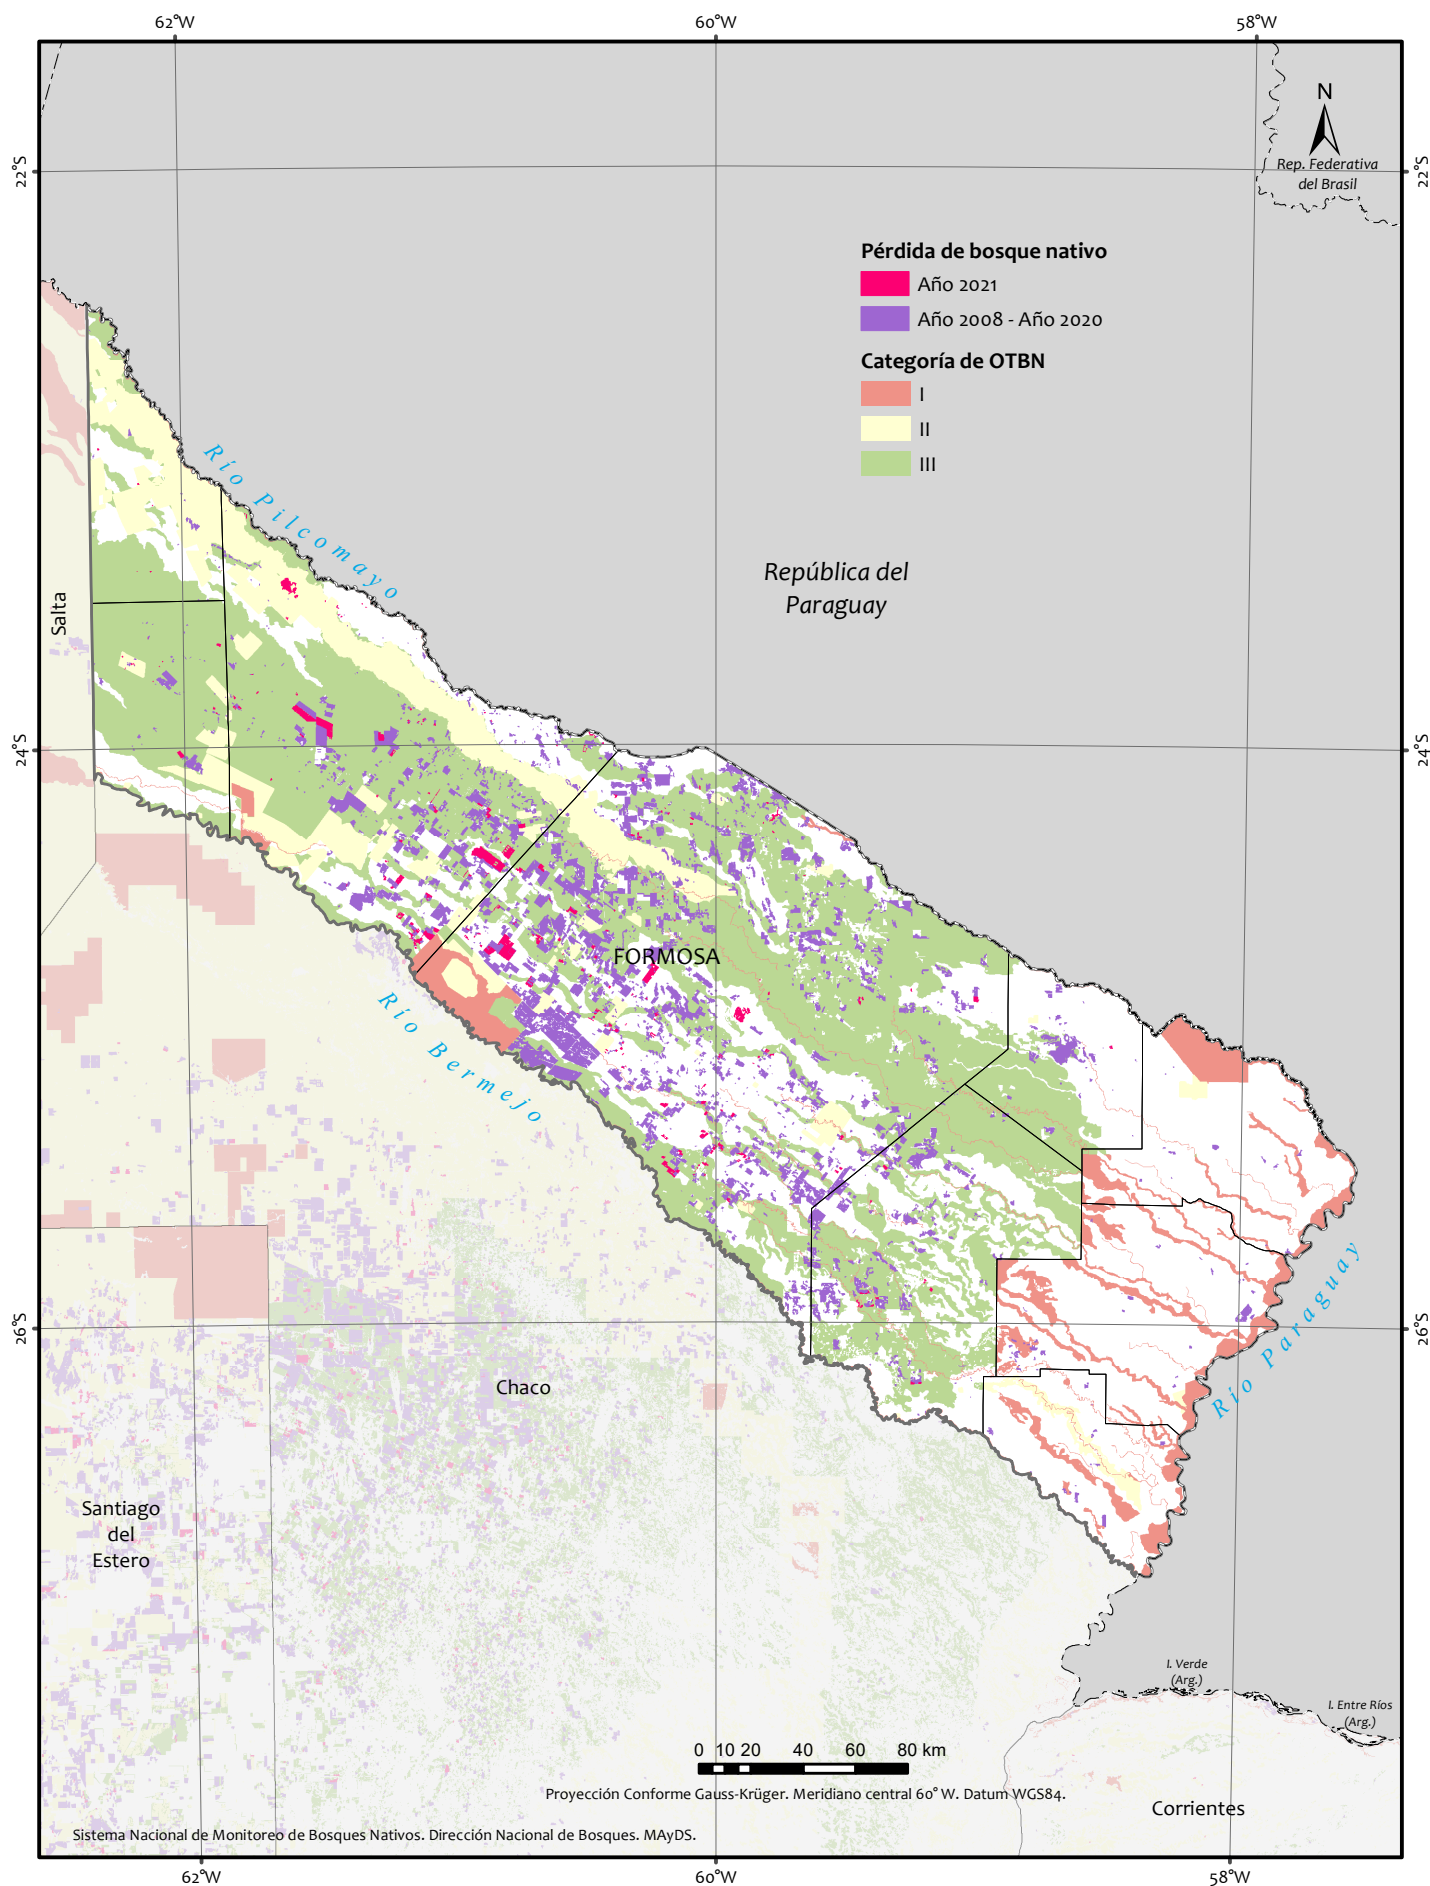 62°W
60°W
58°W
N
Rep. Federativa
del Brasil
22°S
22°S
Pérdida de bosque nativo
Año 2021
Año 2008 - Año 2020
Categoría de OTBN
I
II
III
Río Pilcomayo
República del
Paraguay
Salta
24°S
24°S
FORMOSA
Río Bermejo
Río Paraguay
26°S
26°S
Chaco
Santiago
del
Estero
I. Verde
(Arg.)
I. Entre Ríos
(Arg.)
0 10 20 40 60 80 km
Proyección Conforme Gauss-Krüger. Meridiano central 60° W. Datum WGS84.
Corrientes
Sistema Nacional de Monitoreo de Bosques Nativos. Dirección Nacional de Bosques. MAyDS.
62°W
60°W
58°W